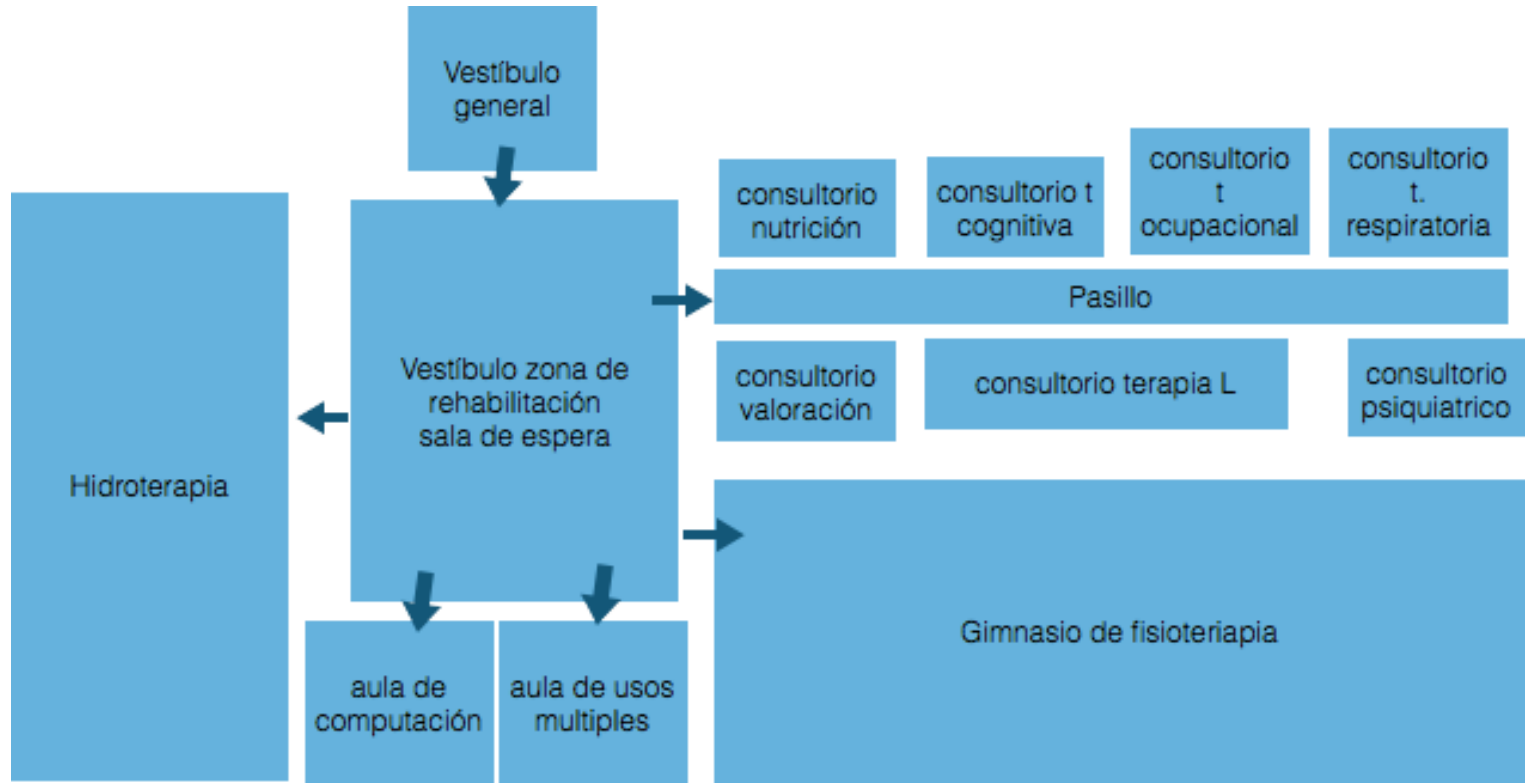 Vestíbulo
general
consultorio
nutrición
consultorio t
cognitiva
consultorio
t
ocupacional
consultorio
t.
respiratoria
Pasillo
Vestíbulo zona de
rehabilitación
sala de espera
consultorio
valoración
consultorio terapia L
consultorio
psiquiatrico
Hidroterapia
Gimnasio de fisioteriapia
aula de
computación
aula de usos
multiples